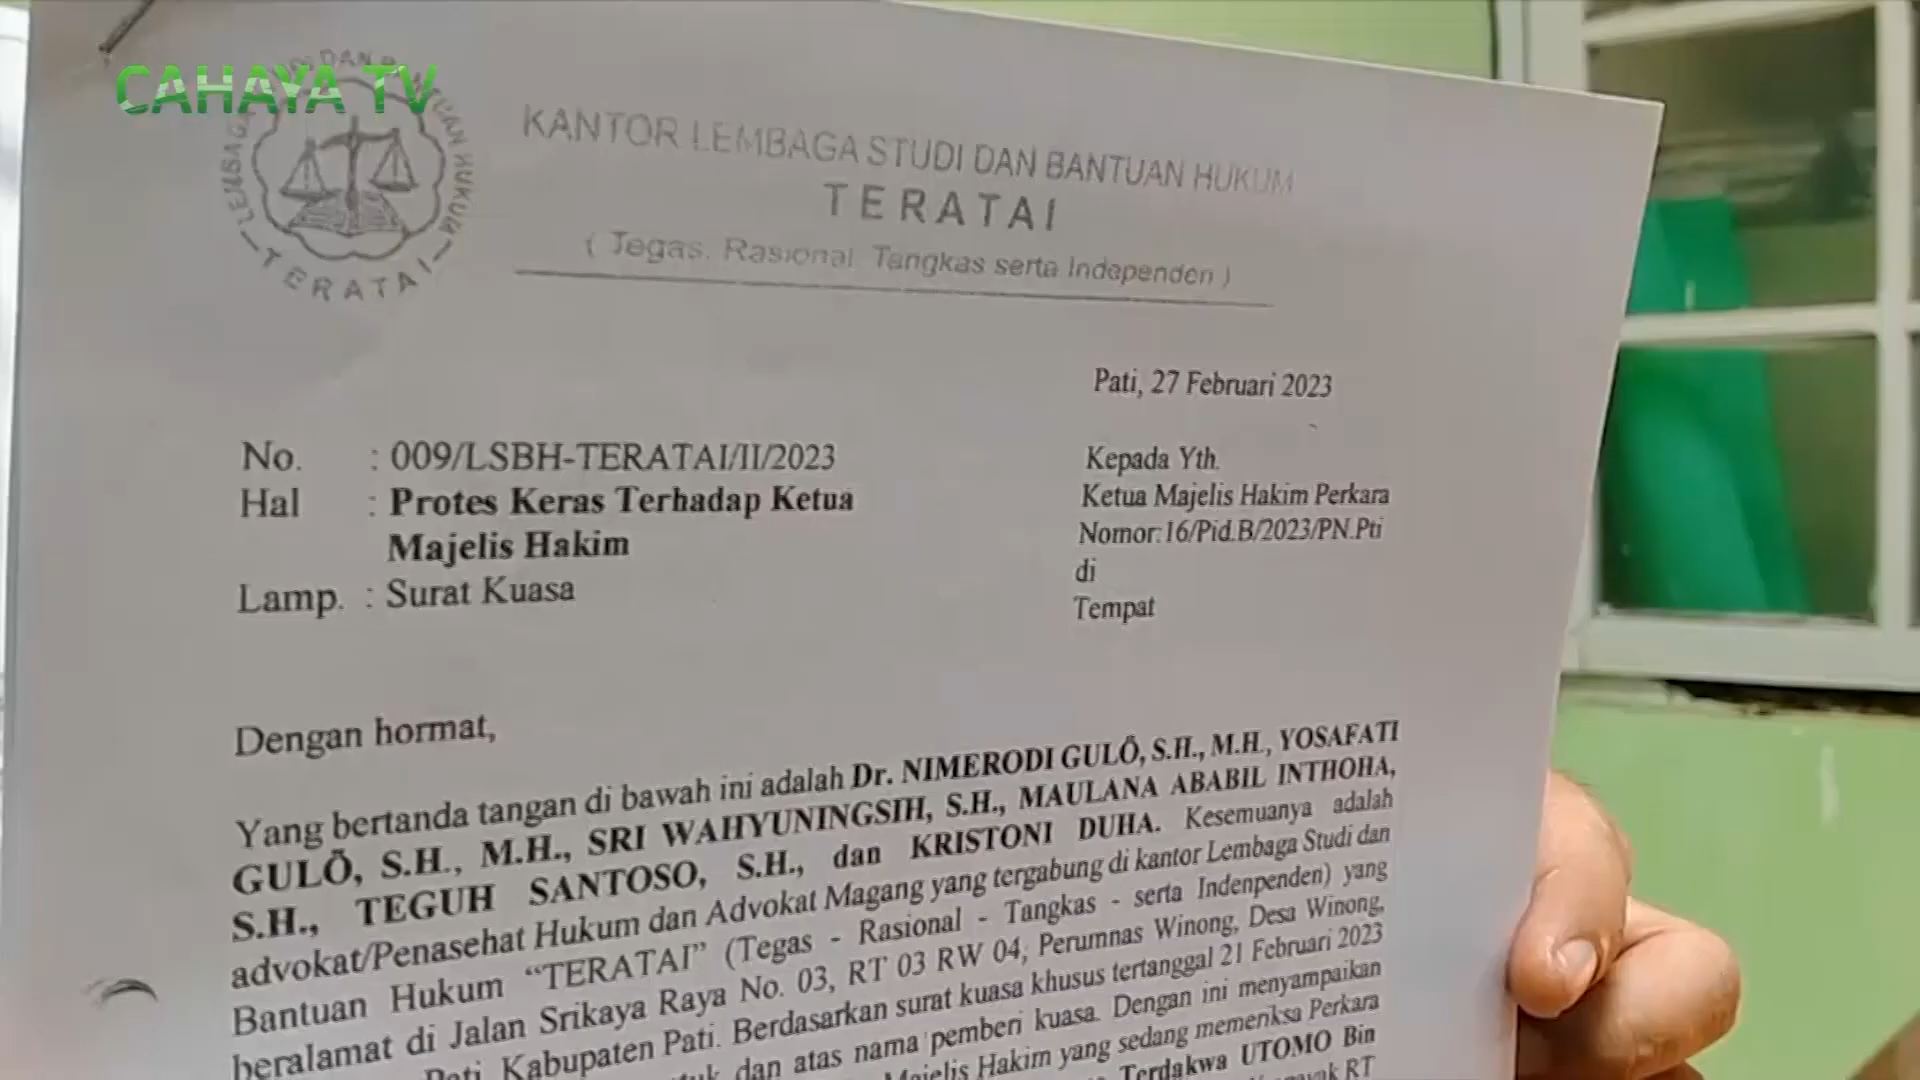 CAHAYA TV
LEMBAGA DAN HUKUM
TERATAI
KANTOR LEMBAGA STUDI DAN BANTUAN HUKUM
TERATAI
( Tegas, Rasional, Tangkas serta Independen )
Pati, 27 Februari 2023
No. : 009/LSBH-TERATAI/II/2023
Hal : Protes Keras Terhadap Ketua
Majelis Hakim
Lamp. : Surat Kuasa
Kepada Yth.
Ketua Majelis Hakim Perkara
Nomor:16/Pid.B/2023/PN.Pti
di
Tempat
Dengan hormat,
Yang bertanda tangan di bawah ini adalah Dr. NIMERODI GULÖ, S.H., M.H., YOSAFATI
GULÖ, S.H., M.H., SRI WAHYUNINGSIH, S.H., MAULANA ABABIL INTHOHA,
S.H., TEGUH SANTOSO, S.H., dan KRISTONI DUHA. Kesemuanya adalah
advokat/Penasehat Hukum dan Advokat Magang yang tergabung di kantor Lembaga Studi dan
Bantuan Hukum “TERATAI” (Tegas - Rasional - Tangkas - serta Indenpenden) yang
beralamat di Jalan Srikaya Raya No. 03, RT 03 RW 04, Perumnas Winong, Desa Winong,
Pati, Kabupaten Pati. Berdasarkan surat kuasa khusus tertanggal 21 Februari 2023
dan atas nama pemberi kuasa. Dengan ini menyampaikan
Majelis Hakim yang sedang memeriksa Perkara
Terdakwa UTOMO Bin
RT